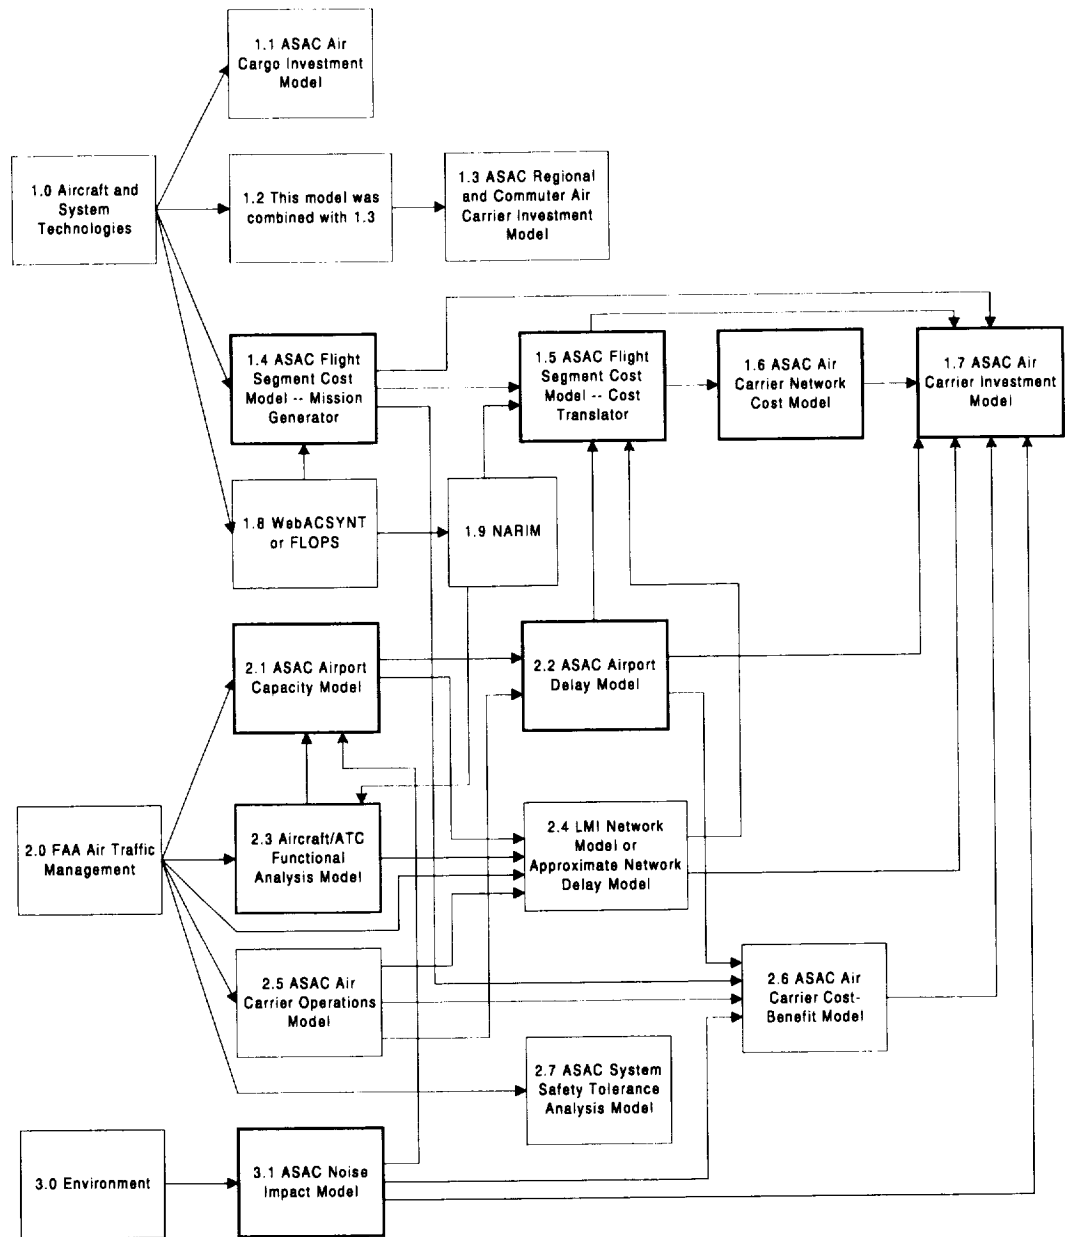 1.1 ASAC Air
Cargo Investment
Model
1.0 Aircraft and
System
Technologies
1.2 This model was
combined with 1.3
1.3 ASAC Regional
and Commuter Air
Carrier Investment
Model
1.4 ASAC Flight
Segment Cost
Model -- Mission
Generator
1.5 ASAC Flight
Segment Cost
Model -- Cost
Translator
1.6 ASAC Air
Carrier Network
Cost Model
1.7 ASAC Air
Carrier Investment
Model
1.8 WebACSYNT
or FLOPS
1.9 NARIM
2.1 ASAC Airport
Capacity Model
2.2 ASAC Airport
Delay Model
2.0 FAA Air Traffic
Management
2.3 Aircraft/ATC
Functional
Analysis Model
2.4 LMI Network
Model or
Approximate Network
Delay Model
2.5 ASAC Air
Carrier Operations
Model
2.6 ASAC Air
Carrier Cost-
Benefit Model
2.7 ASAC System
Safety Tolerance
Analysis Model
3.0 Environment
3.1 ASAC Noise
Impact Model